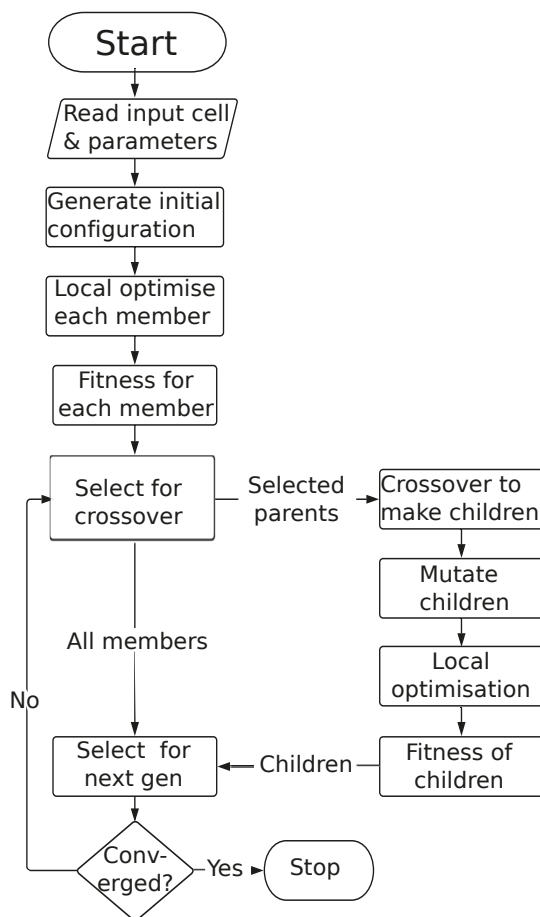 Start
Read input cell
& parameters
Generate initial
configuration
Local optimise
each member
Fitness for
each member
Select for
crossover
Selected
parents
Crossover to
make children
Mutate
children
Local
optimisation
Fitness of
children
Children
All members
Select for
next gen
No
Conv-
erged?
Yes
Stop